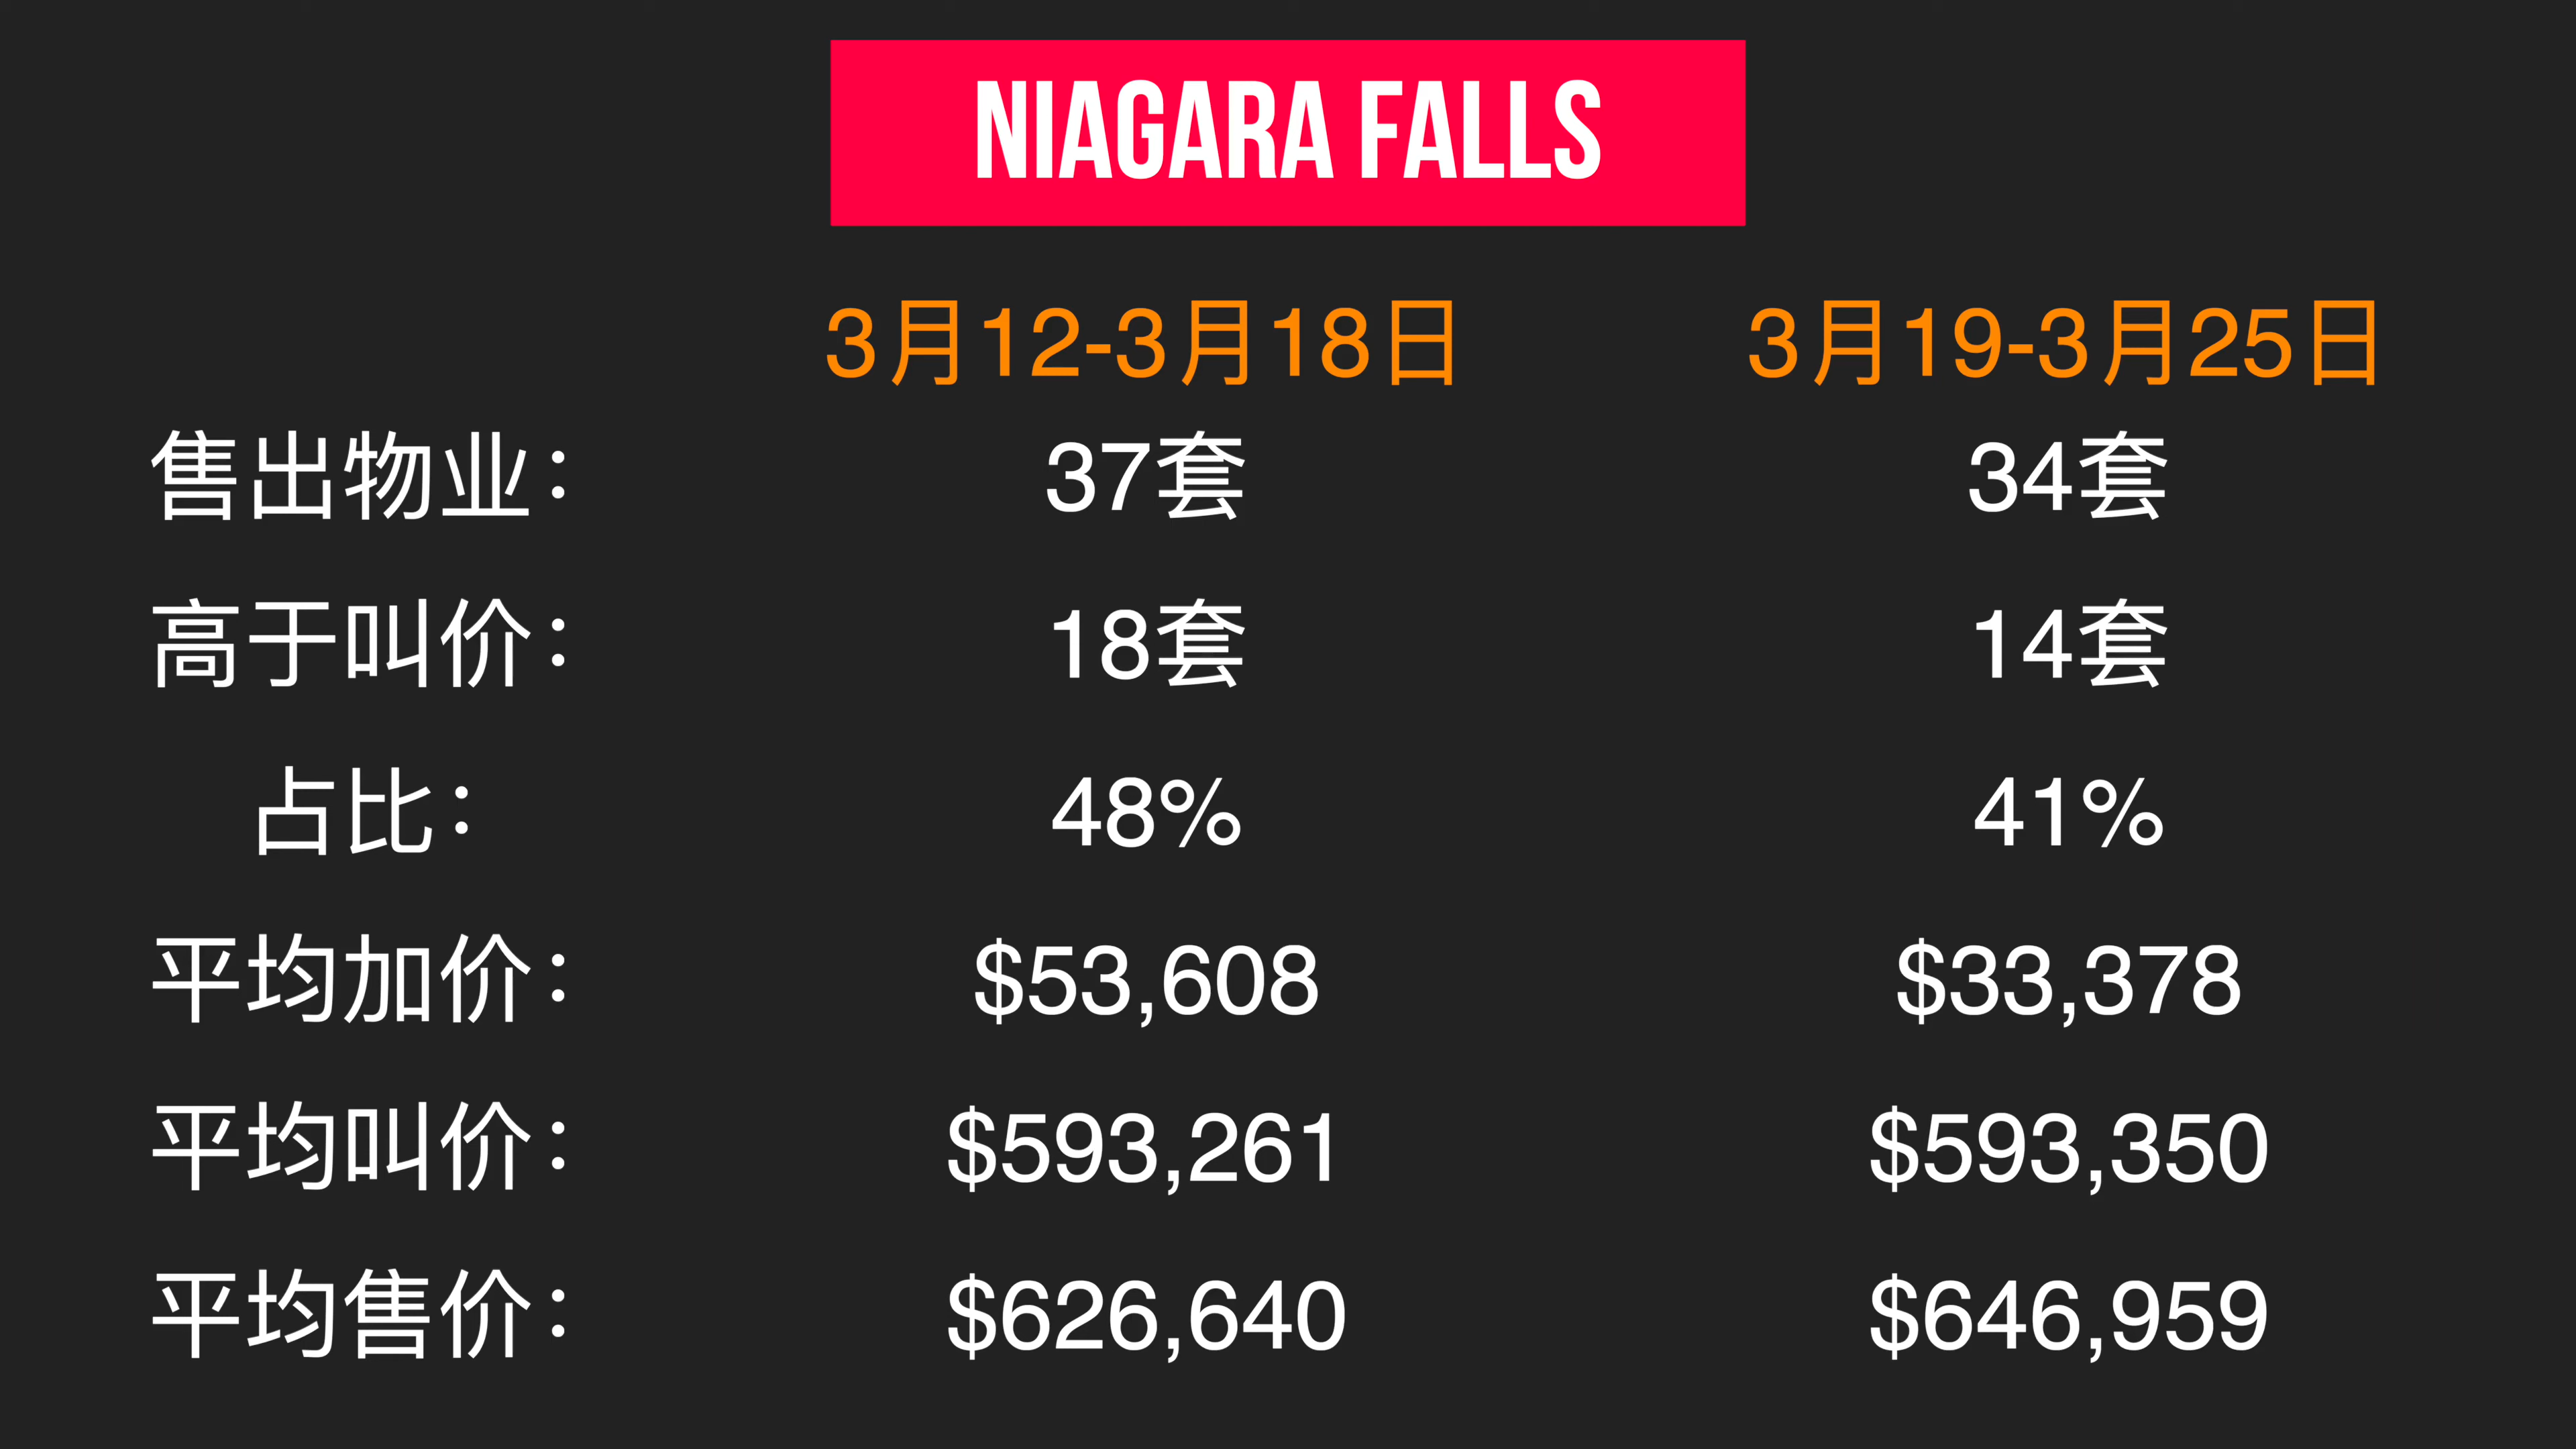 NIAGARA FALLS
3月12-3月18日 3月19-3月25日
售出物业： 37套 34套
高于叫价： 18套 14套
占比： 48% 41%
平均加价： $53,608 $33,378
平均叫价： $593,261 $593,350
平均售价： $626,640 $646,959